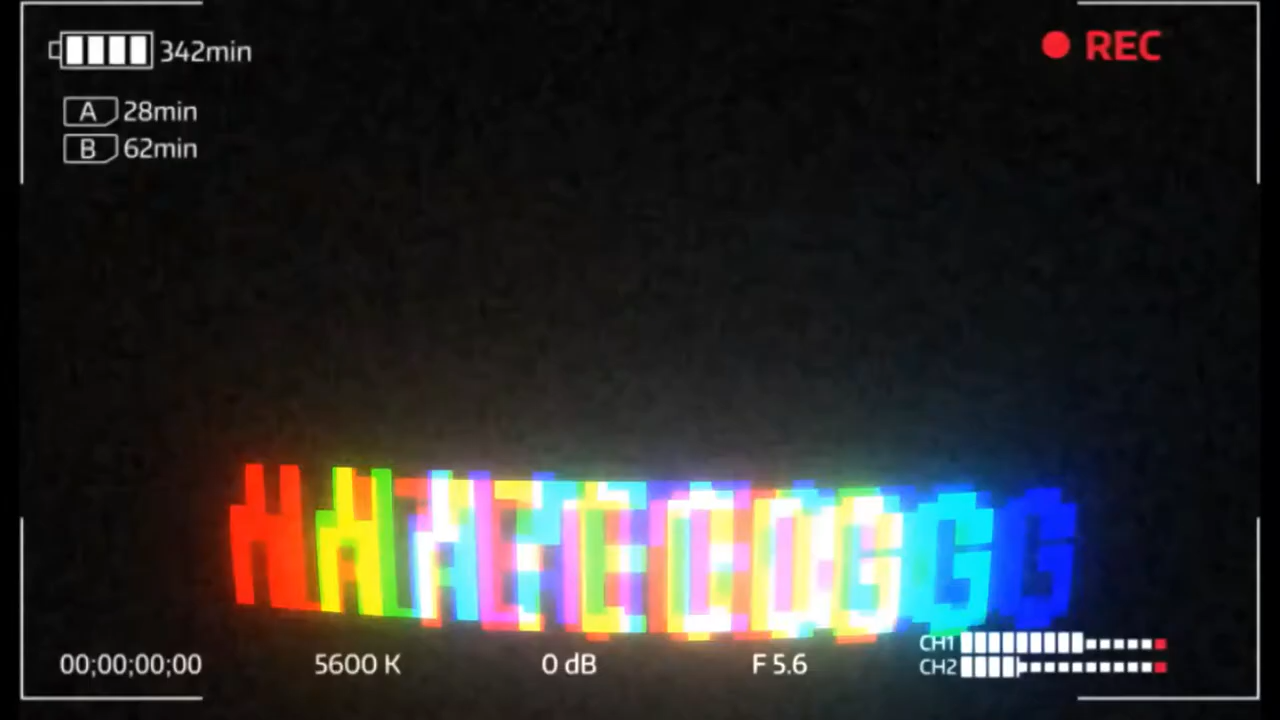 342min
REC
A 28min
B 62min
00;00;00;00
5600 K
0 dB
F 5.6
CH1
CH2